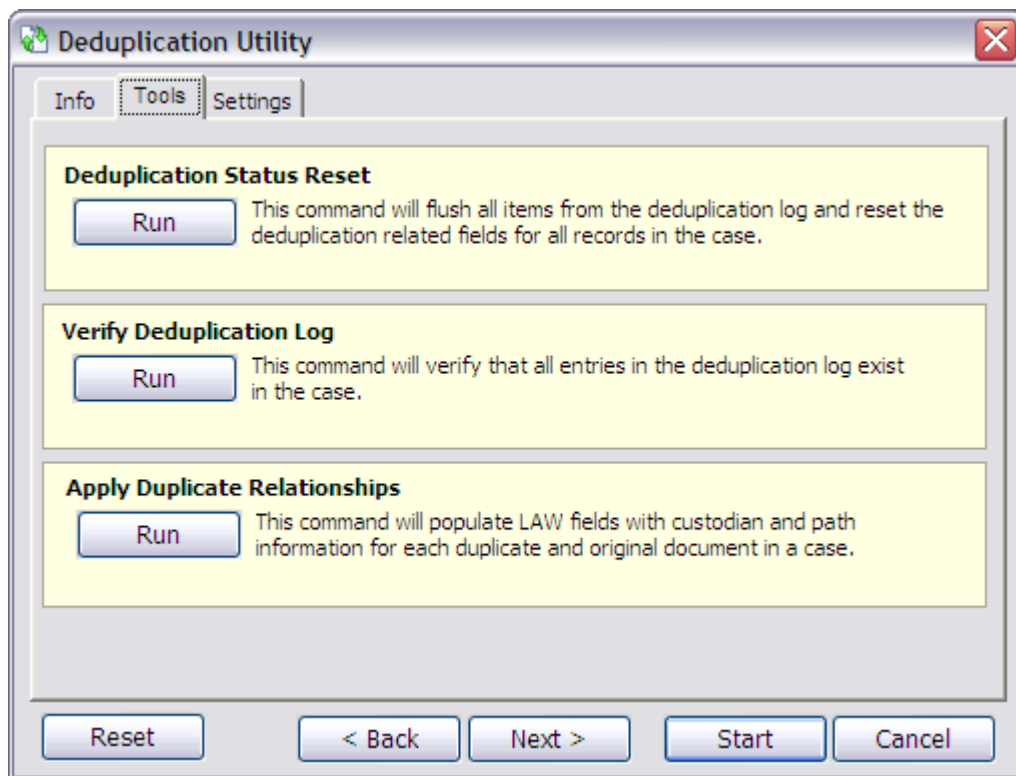 Deduplication Utility
Info
Tools
Settings
Deduplication Status Reset
Run
This command will flush all items from the deduplication log and reset the
deduplication related fields for all records in the case.
Verify Deduplication Log
Run
This command will verify that all entries in the deduplication log exist
in the case.
Apply Duplicate Relationships
Run
This command will populate LAW fields with custodian and path
information for each duplicate and original document in a case.
Reset
< Back
Next >
Start
Cancel